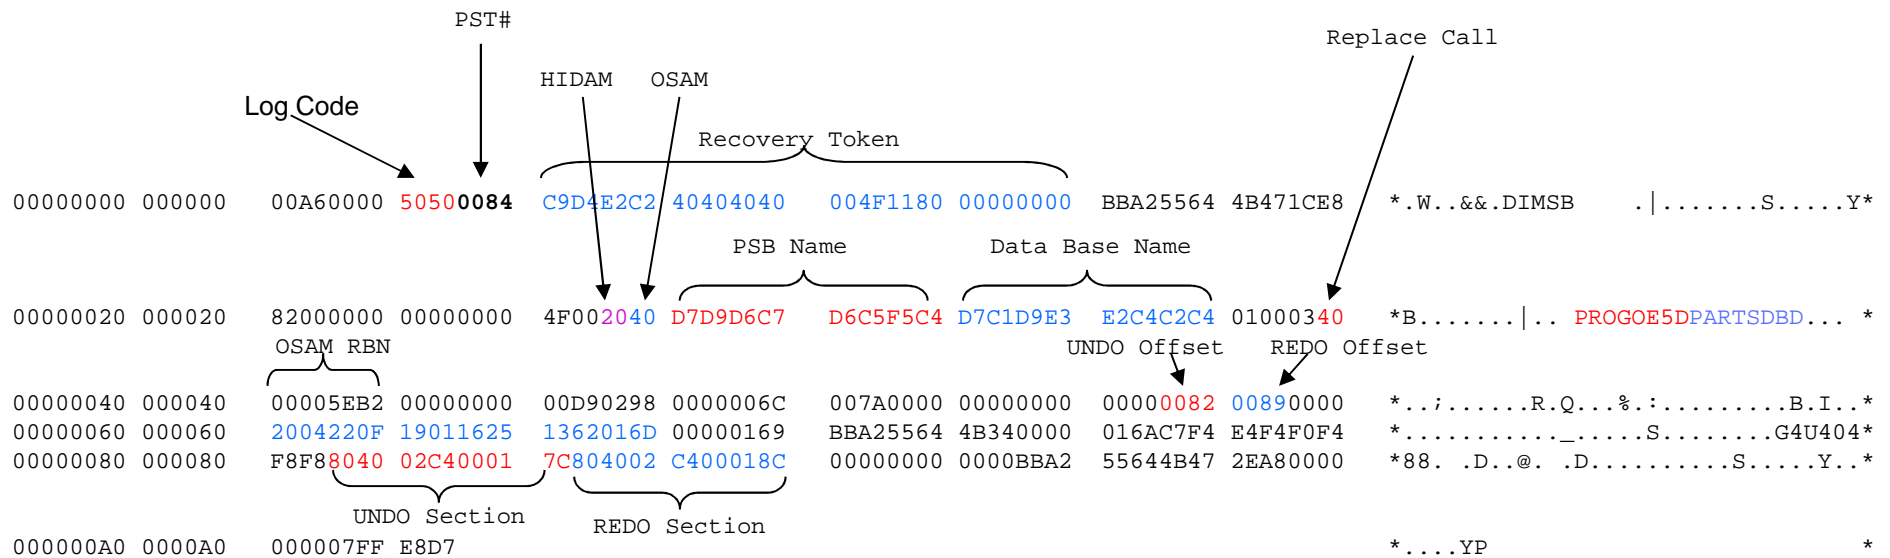 PST#
Replace Call
HIDAM OSAM
Log Code
Recovery Token
00000000 000000 00A60000 50500084 C9D4E2C2 40404040 004F1180 00000000 BBA25564 4B471CE8 *.W..&&.DIMSB    .|.......S.....Y*
PSB Name Data Base Name
00000020 000020 82000000 00000000 4F002040 D7D9D6C7 D6C5F5C4 D7C1D9E3 E2C4C2C4 01000340 *B.......|.. PROGOE5DPARTSDBD... *
OSAM RBN UNDO Offset REDO Offset
00000040 000040 00005EB2 00000000 00D90298 0000006C 007A0000 00000000 00000082 00890000 *..;......R.Q...%.:..........B.I..*
00000060 000060 2004220F 19011625 1362016D 00000169 BBA25564 4B340000 016AC7F4 E4F4F0F4 *..........._.....S........G4U404*
00000080 000080 F8F88040 02C40001 7C804002 C400018C 00000000 0000BBA2 55644B47 2EA80000 *88. .D..@. .D..........S.....Y..*
UNDO Section REDO Section
000000A0 0000A0 000007FF E8D7 *....YP *